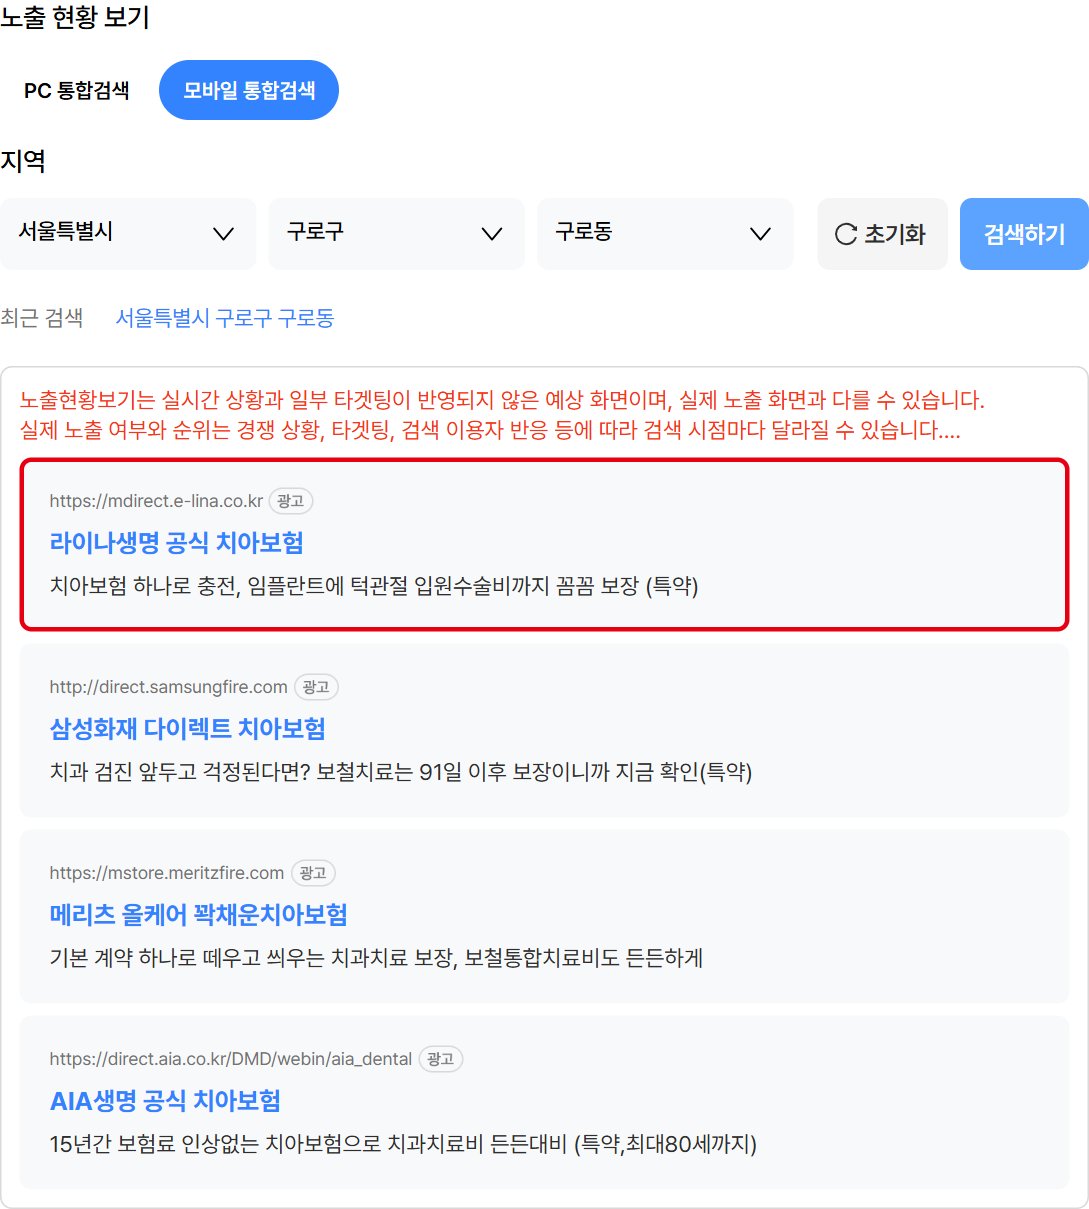 노출 현황 보기
PC 통합검색
모바일 통합검색
지역
서울특별시
구로구
구로동
초기화
검색하기
최근 검색 서울특별시 구로구 구로동
노출현황보기는 실시간 상황과 일부 타겟팅이 반영되지 않은 예상 화면이며, 실제 노출 화면과 다를 수 있습니다.
실제 노출 여부와 순위는 경쟁 상황, 타겟팅, 검색 이용자 반응 등에 따라 검색 시점마다 달라질 수 있습니다....
https://mdirect.e-lina.co.kr 광고
라이나생명 공식 치아보험
치아보험 하나로 충전, 임플란트에 턱관절 입원수술비까지 꼼꼼 보장 (특약)
http://direct.samsungfire.com 광고
삼성화재 다이렉트 치아보험
치과 검진 앞두고 걱정된다면? 보철치료는 91일 이후 보장이니까 지금 확인(특약)
https://mstore.meritzfire.com 광고
메리츠 올케어 꽉채운치아보험
기본 계약 하나로 떼우고 씌우는 치과치료 보장, 보철통합치료비도 든든하게
https://direct.aia.co.kr/DMD/webin/aia_dental 광고
AIA생명 공식 치아보험
15년간 보험료 인상없는 치아보험으로 치과치료비 든든대비 (특약,최대80세까지)